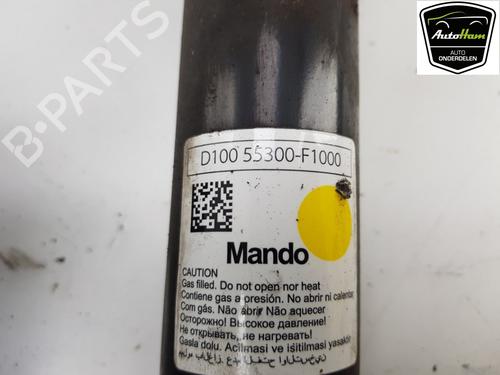 AutoHam
AUTO
ONDERDELEN
B-PARTS
D100 55300-F1000
Mando
CAUTION
Gas filled. Do not open nor heat
Contiene gas a presión. No abrir ni calentar
Com gás. Não abrir Não aquecer
Осторожно! Высокое давление!
Не открывать, не нагревать!
Gasla dolu. Acilmasi ve isitilmasi yasaktır